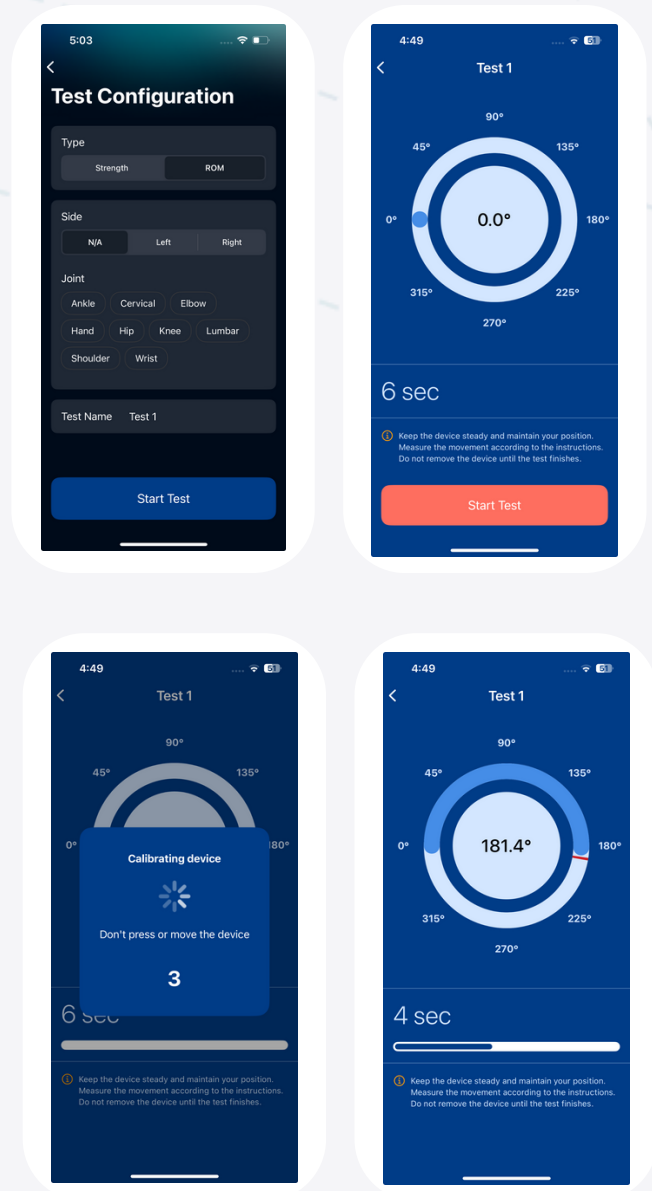 5:03
Test Configuration
Type
Strength ROM
Side
N/A Left Right
Joint
Ankle Cervical Elbow
Hand Hip Knee Lumbar
Shoulder Wrist
Test Name Test 1
Start Test
4:49 51
Test 1
90°
45° 135°
0° 0.0° 180°
315° 225°
270°
6 sec
Keep the device steady and maintain your position.
Measure the movement according to the instructions.
Do not remove the device until the test finishes.
Start Test
4:49 51
Test 1
90°
45° 135°
0° 180°
Calibrating device
Don't press or move the device
3
6 sec
Keep the device steady and maintain your position.
Measure the movement according to the instructions.
Do not remove the device until the test finishes.
4:49 51
Test 1
90°
45° 135°
0° 181.4° 180°
315° 225°
270°
4 sec
Keep the device steady and maintain your position.
Measure the movement according to the instructions.
Do not remove the device until the test finishes.